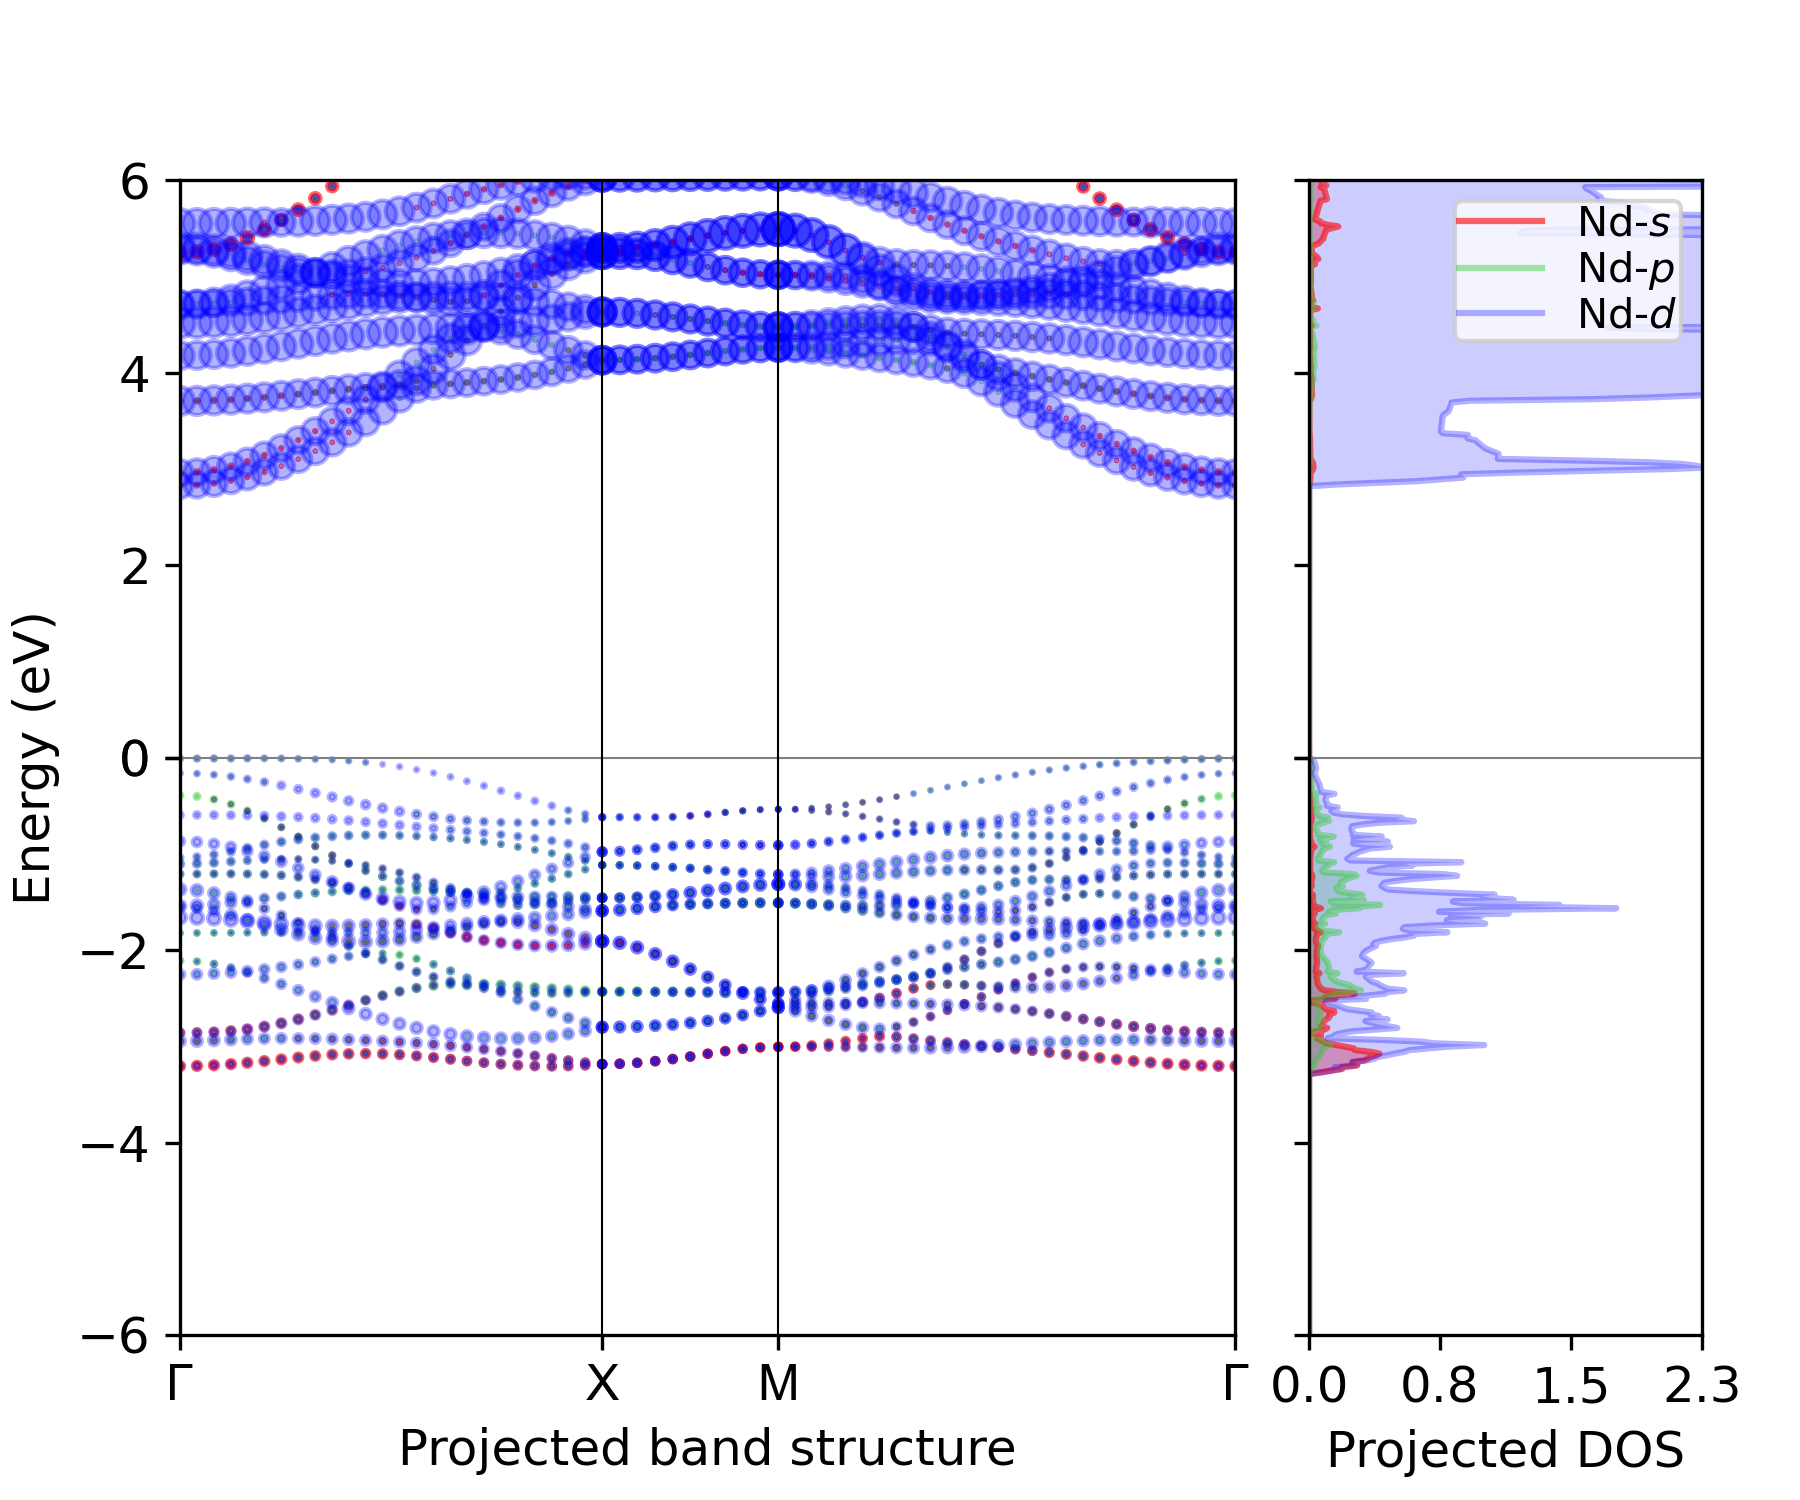 6
4
2
0
−2
−4
−6
Energy (eV)
Γ
X
M
Γ
Projected band structure
Nd-s
Nd-p
Nd-d
0.0
0.8
1.5
2.3
Projected DOS